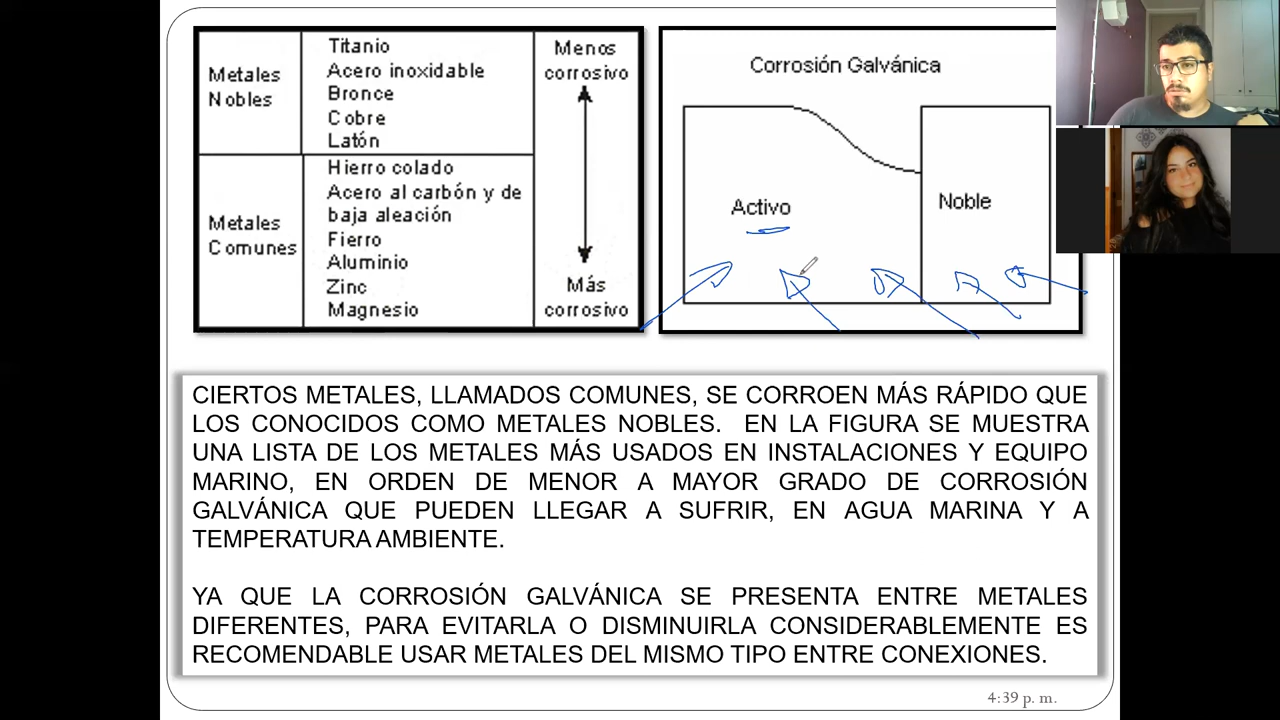 Metales
Nobles
Titanio
Acero inoxidable
Bronce
Cobre
Latón
Metales
Comunes
Hierro colado
Acero al carbón y de
baja aleación
Fierro
Aluminio
Zinc
Magnesio
Menos
corrosivo
Más
corrosivo
Corrosión Galvánica
Activo
Noble
CIERTOS METALES, LLAMADOS COMUNES, SE CORROEN MÁS RÁPIDO QUE
LOS CONOCIDOS COMO METALES NOBLES. EN LA FIGURA SE MUESTRA
UNA LISTA DE LOS METALES MÁS USADOS EN INSTALACIONES Y EQUIPO
MARINO, EN ORDEN DE MENOR A MAYOR GRADO DE CORROSIÓN
GALVÁNICA QUE PUEDEN LLEGAR A SUFRIR, EN AGUA MARINA Y A
TEMPERATURA AMBIENTE.
YA QUE LA CORROSIÓN GALVÁNICA SE PRESENTA ENTRE METALES
DIFERENTES, PARA EVITARLA O DISMINUIRLA CONSIDERABLEMENTE ES
RECOMENDABLE USAR METALES DEL MISMO TIPO ENTRE CONEXIONES.
4:39 p. m.